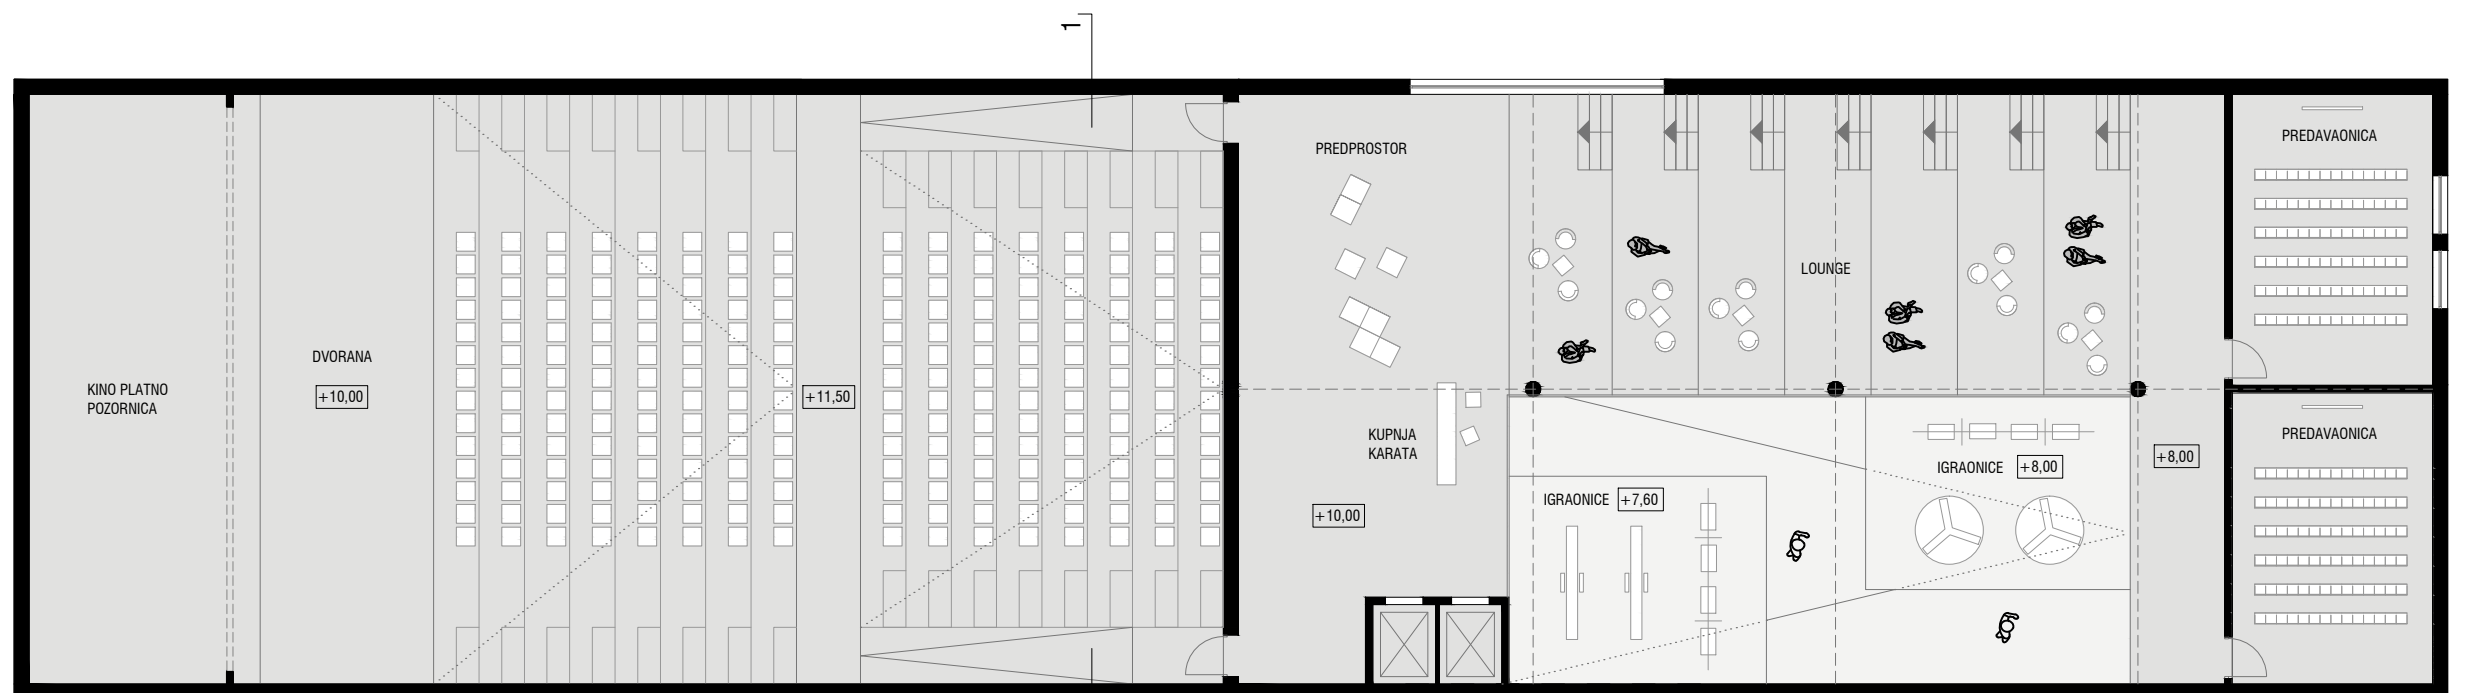 1
PREDPROSTOR
PREDAVAONICA
LOUNGE
DVORANA
+10,00
KINO PLATNO
POZORNICA
+11,50
KUPNJA
KARATA
+10,00
IGRAONICE +7,60
IGRAONICE +8,00
+8,00
PREDAVAONICA